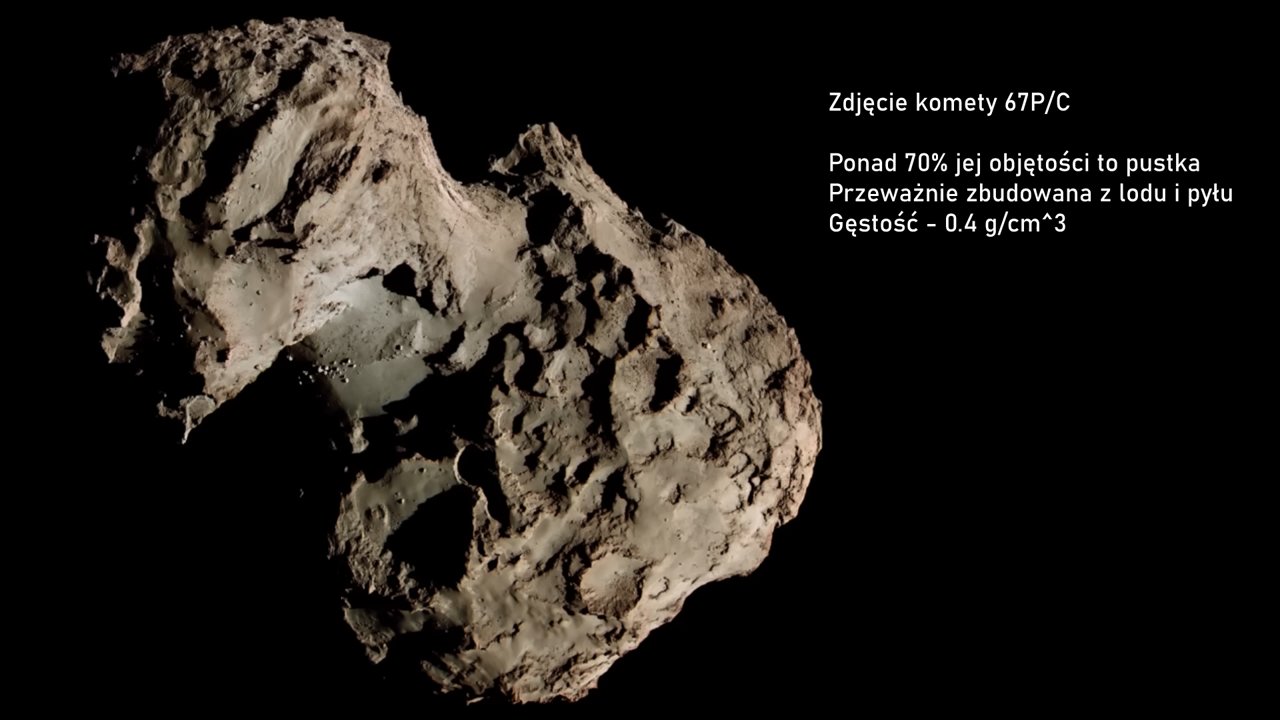 Zdjęcie komety 67P/C
Ponad 70% jej objętości to pustka
Przeważnie zbudowana z lodu i pyłu
Gęstość - 0.4 g/cm^3